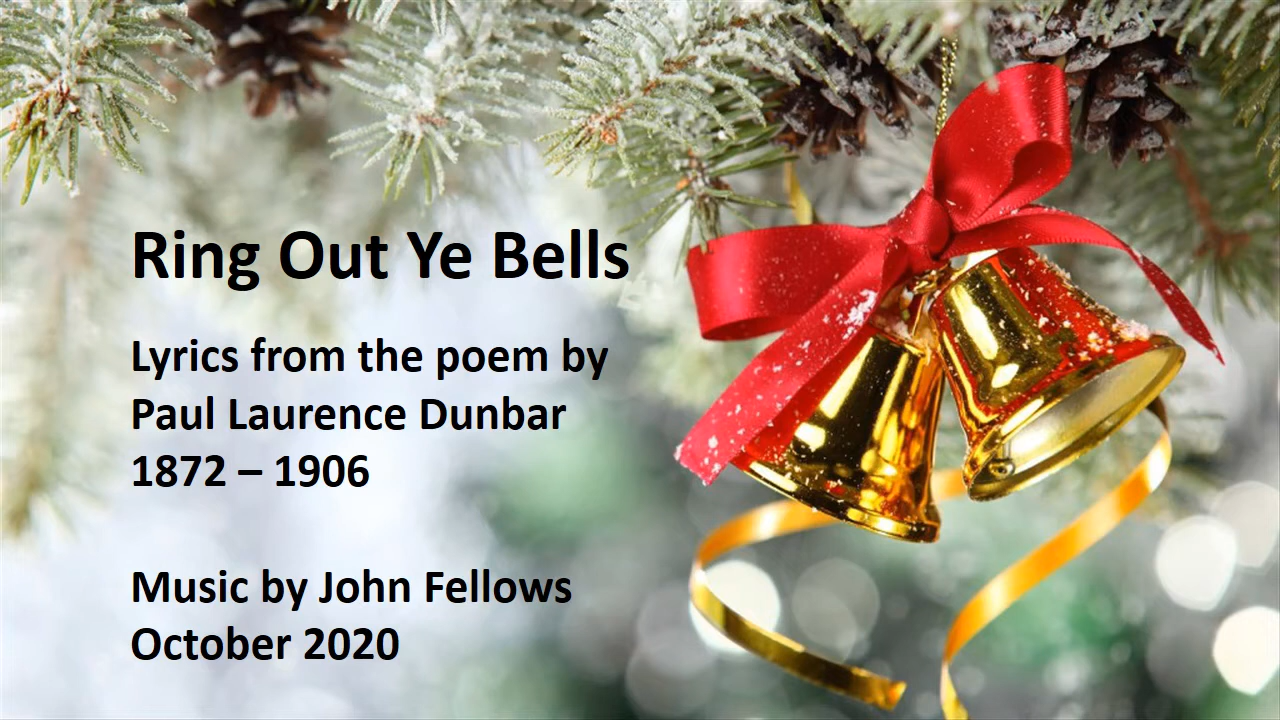 Ring Out Ye Bells
Lyrics from the poem by
Paul Laurence Dunbar
1872 – 1906
Music by John Fellows
October 2020